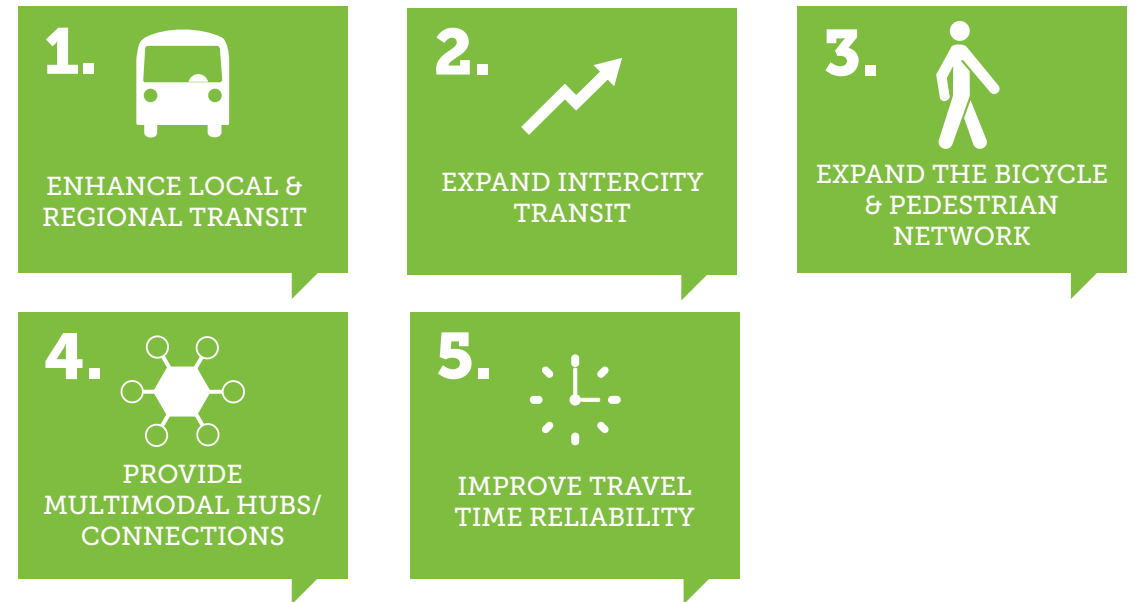 1.
ENHANCE LOCAL &
REGIONAL TRANSIT
2.
EXPAND INTERCITY
TRANSIT
3.
EXPAND THE BICYCLE
& PEDESTRIAN
NETWORK
4.
PROVIDE
MULTIMODAL HUBS/
CONNECTIONS
5.
IMPROVE TRAVEL
TIME RELIABILITY